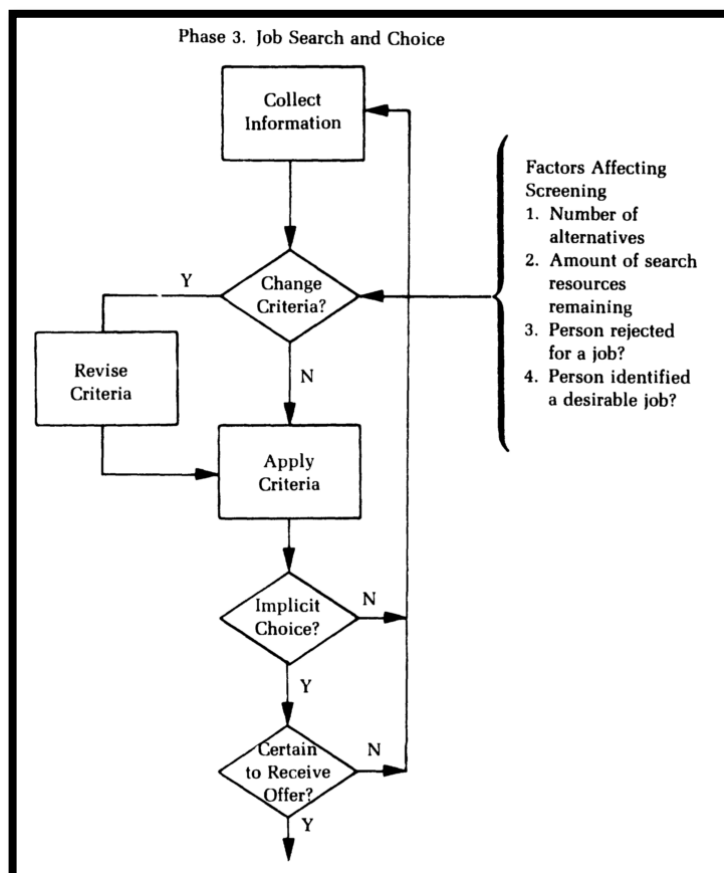 Phase 3. Job Search and Choice
Collect
Information
Factors Affecting
Screening
1. Number of
alternatives
2. Amount of search
resources
remaining
3. Person rejected
for a job?
4. Person identified
a desirable job?
Change
Criteria?
Y
N
Revise
Criteria
Apply
Criteria
Implicit
Choice?
N
Y
Certain
to Receive
Offer?
N
Y